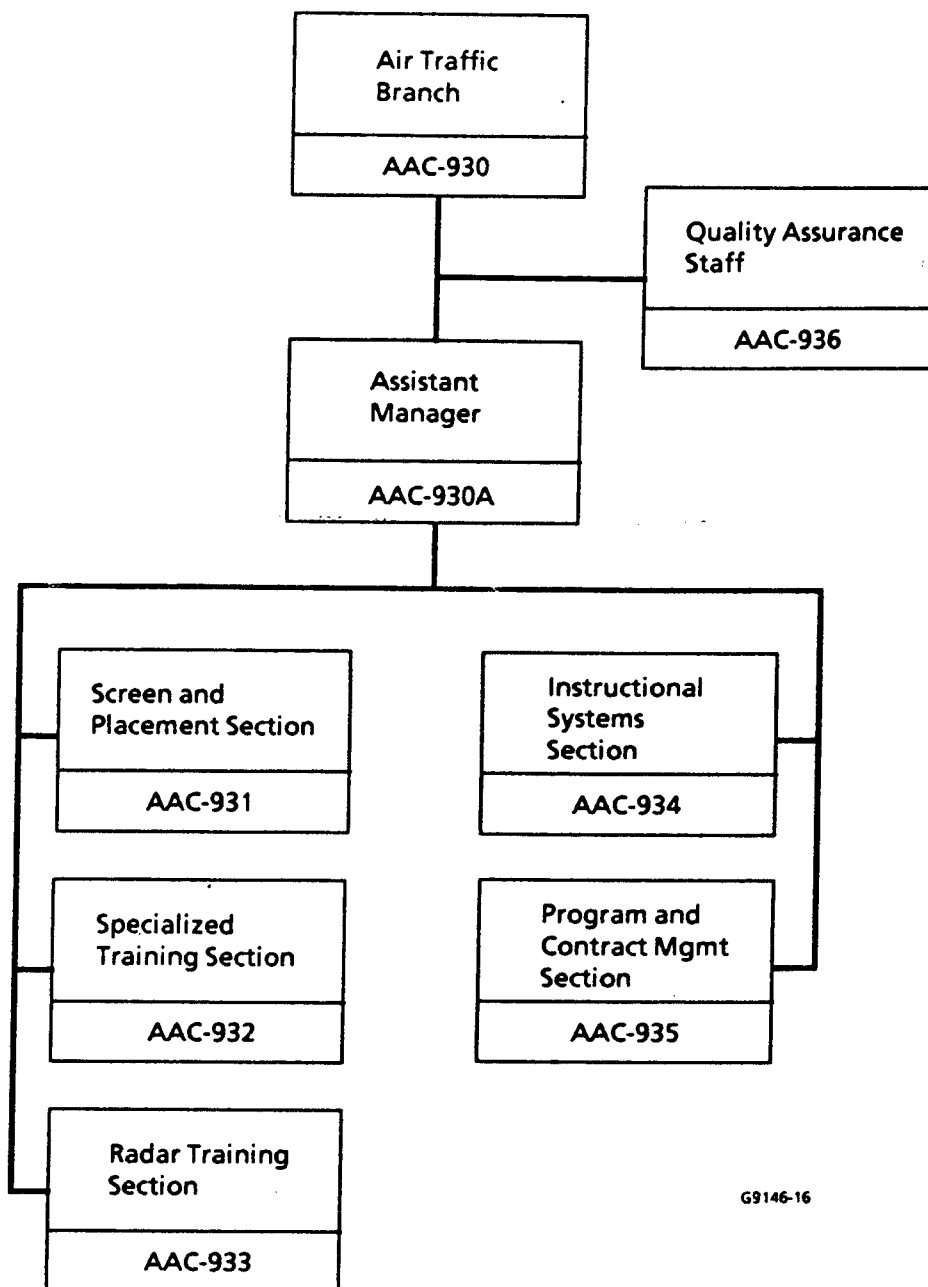 Air Traffic
Branch
AAC-930
Quality Assurance
Staff
AAC-936
Assistant
Manager
AAC-930A
Screen and
Placement Section
AAC-931
Specialized
Training Section
AAC-932
Radar Training
Section
AAC-933
Instructional
Systems
Section
AAC-934
Program and
Contract Mgmt
Section
AAC-935
G9146-16